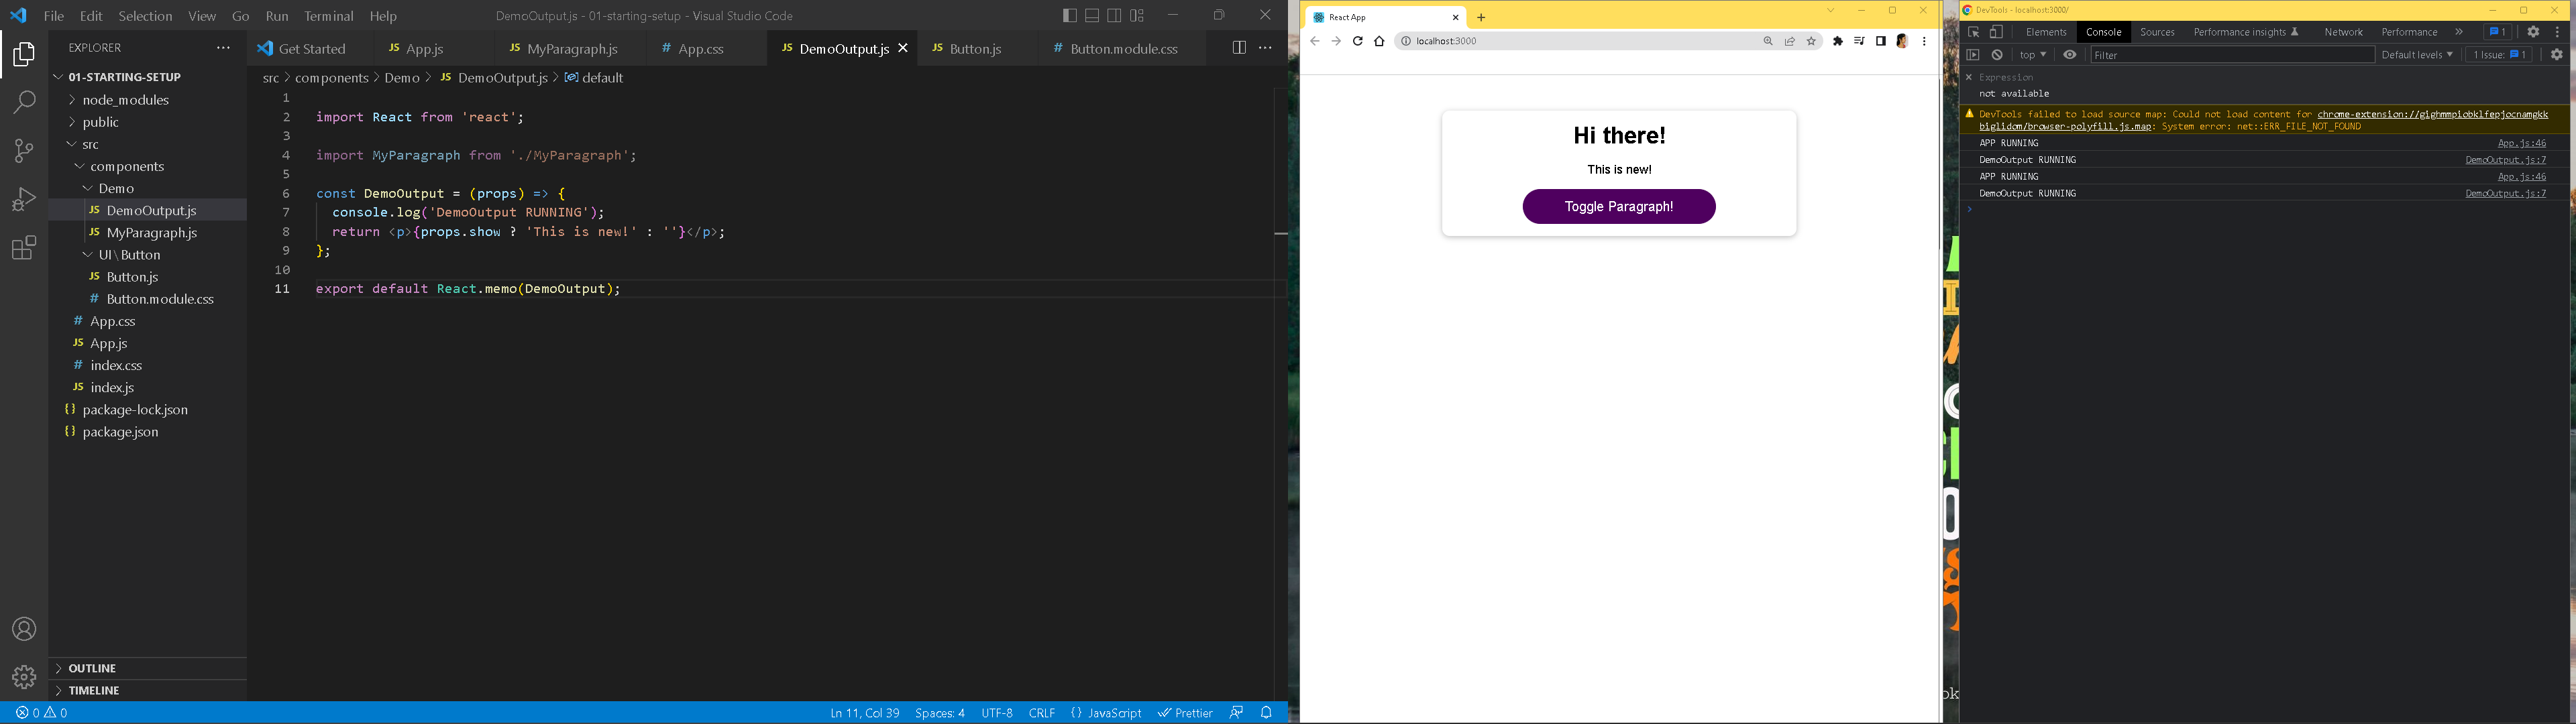 File Edit Selection View Go Run Terminal Help
DemoOutput.js - 01-starting-setup - Visual Studio Code
EXPLORER
01-STARTING-SETUP
node_modules
public
src
components
Demo
JS DemoOutput.js
JS MyParagraph.js
UI\Button
JS Button.js
# Button.module.css
# App.css
JS App.js
# index.css
JS index.js
{} package-lock.json
{} package.json
OUTLINE
TIMELINE
Get Started
JS App.js
JS MyParagraph.js
# App.css
JS DemoOutput.js
JS Button.js
# Button.module.css
src > components > Demo > JS DemoOutput.js > default
1
2 import React from 'react';
3
4 import MyParagraph from './MyParagraph';
5
6 const DemoOutput = (props) => {
7 console.log('DemoOutput RUNNING');
8 return <p>{props.show ? 'This is new!' : ''}</p>;
9 };
10
11 export default React.memo(DemoOutput);
0 0
Ln 11, Col 39 Spaces: 4 UTF-8 CRLF {} JavaScript Prettier
React App
localhost:3000
Hi there!
This is new!
Toggle Paragraph!
DevTools - localhost:3000/
Elements Console Sources Performance insights Network Performance 1
top Filter Default levels 1 Issue: 1
Expression
not available
DevTools failed to load source map: Could not load content for chrome-extension://gighmmpiobklfepjocnamgkk
biglidom/browser-polyfill.js.map: System error: net::ERR_FILE_NOT_FOUND
APP RUNNING App.js:46
DemoOutput RUNNING DemoOutput.js:7
APP RUNNING App.js:46
DemoOutput RUNNING DemoOutput.js:7